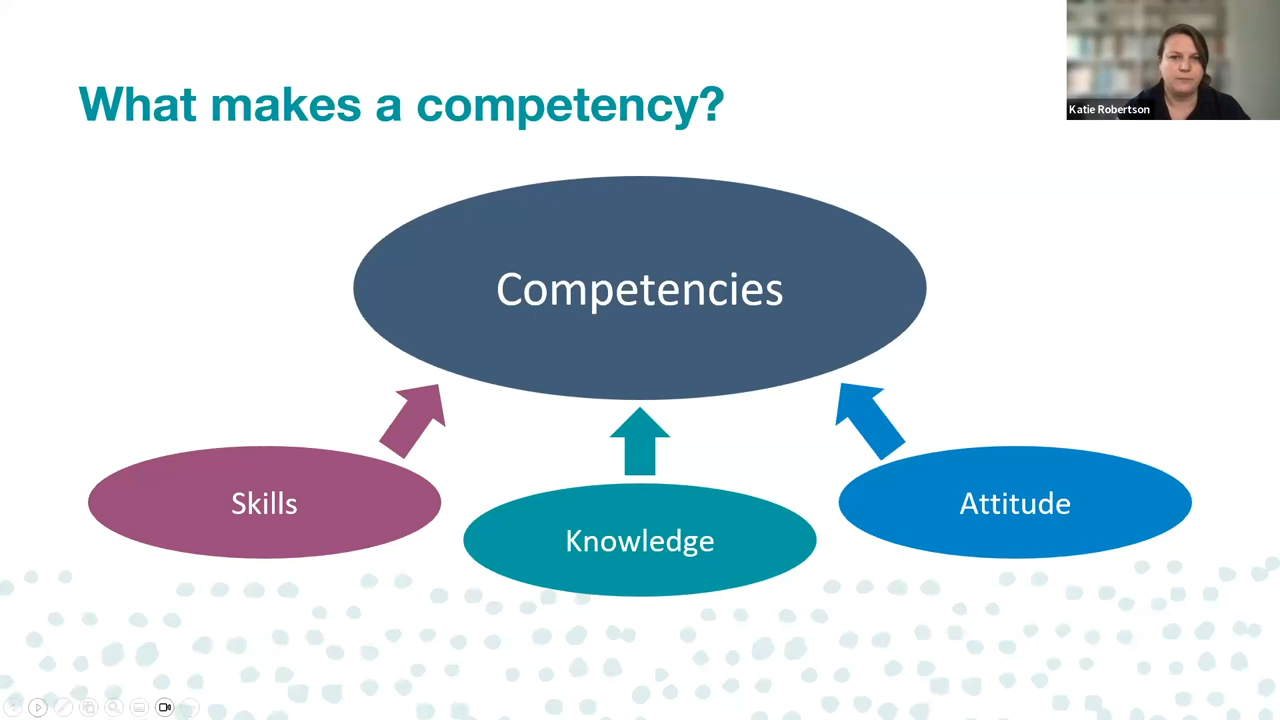 What makes a competency?
Katie Robertson
Competencies
Skills
Knowledge
Attitude